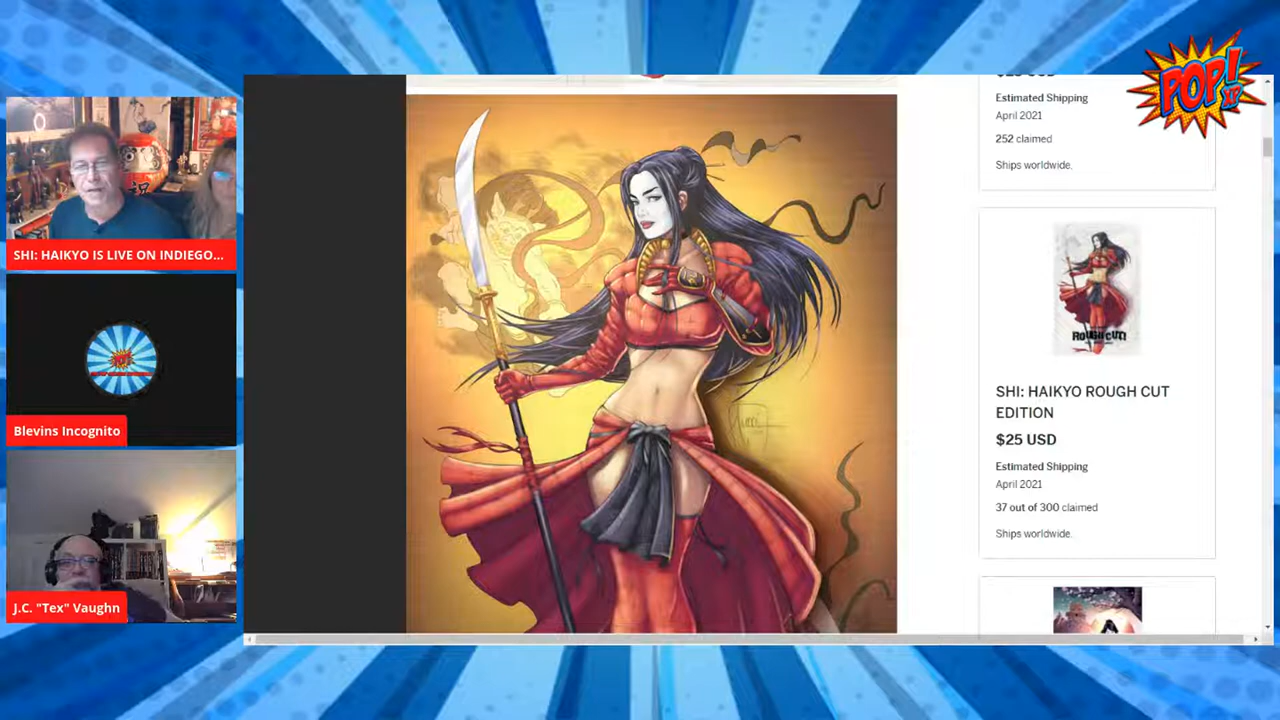 POP!
XP
SHI: HAIKYO IS LIVE ON INDIEGO...
Blevins Incognito
J.C. "Tex" Vaughn
Estimated Shipping
April 2021
252 claimed
Ships worldwide.
ROUGH CUT!
SHI: HAIKYO ROUGH CUT
EDITION
$25 USD
Estimated Shipping
April 2021
37 out of 300 claimed
Ships worldwide.